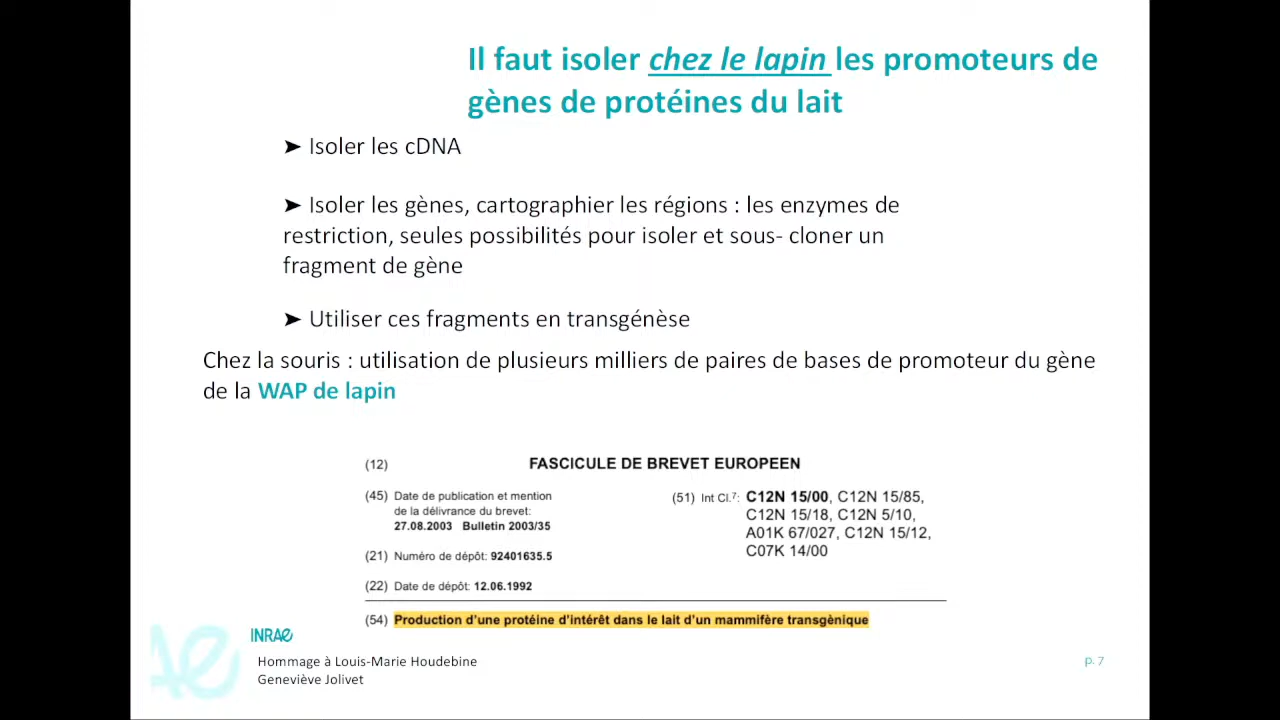 Il faut isoler chez le lapin les promoteurs de
gènes de protéines du lait
➤ Isoler les cDNA
➤ Isoler les gènes, cartographier les régions : les enzymes de
restriction, seules possibilités pour isoler et sous- cloner un
fragment de gène
➤ Utiliser ces fragments en transgénèse
Chez la souris : utilisation de plusieurs milliers de paires de bases de promoteur du gène
de la WAP de lapin
(12) FASCICULE DE BREVET EUROPEEN
(45) Date de publication et mention
de la délivrance du brevet:
27.08.2003 Bulletin 2003/35
(21) Numéro de dépôt: 92401635.5
(22) Date de dépôt: 12.06.1992
(51) Int Cl.7: C12N 15/00, C12N 15/85,
C12N 15/18, C12N 5/10,
A01K 67/027, C12N 15/12,
C07K 14/00
(54) Production d'une protéine d'intérêt dans le lait d'un mammifère transgènique
INRAE
Hommage à Louis-Marie Houdebine
Geneviève Jolivet
p. 7